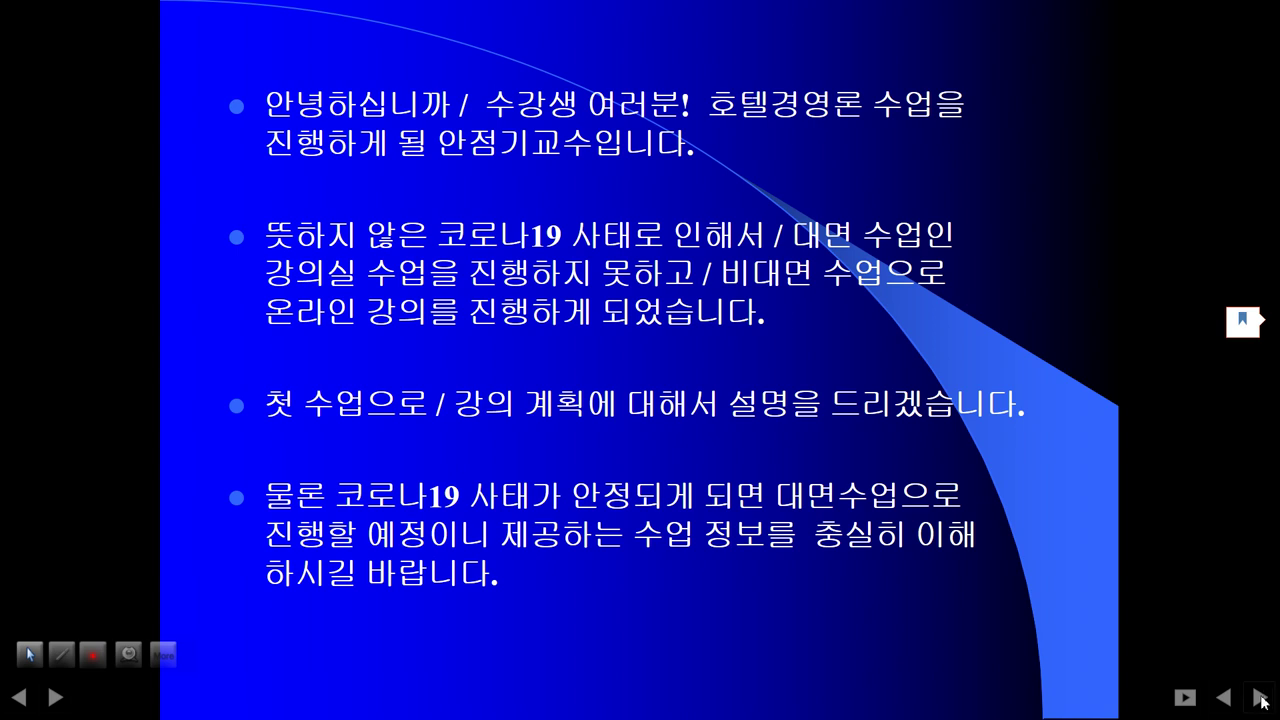 안녕하십니까 /  수강생 여러분!  호텔경영론 수업을
진행하게 될 안점기교수입니다.
뜻하지 않은 코로나19 사태로 인해서 / 대면 수업인
강의실 수업을 진행하지 못하고 / 비대면 수업으로
온라인 강의를 진행하게 되었습니다.
첫 수업으로 / 강의 계획에 대해서 설명을 드리겠습니다.
물론 코로나19 사태가 안정되게 되면 대면수업으로
진행할 예정이니 제공하는 수업 정보를  충실히 이해
하시길 바랍니다.
More